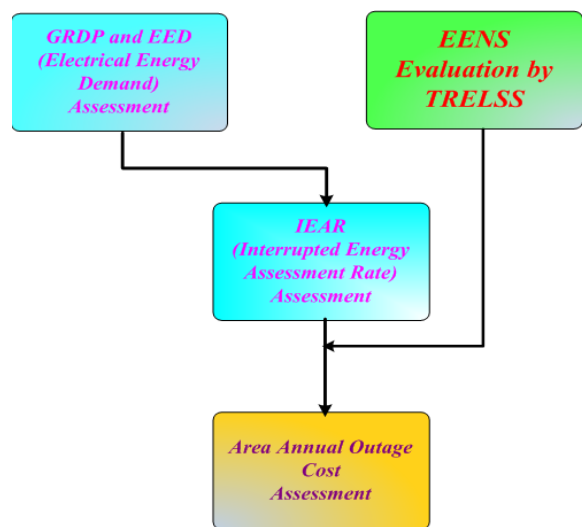 GRDP and EED
(Electrical Energy
Demand)
Assessment
EENS
Evaluation by
TRELSS
IEAR
(Interrupted Energy
Assessment Rate)
Assessment
Area Annual Outage
Cost
Assessment